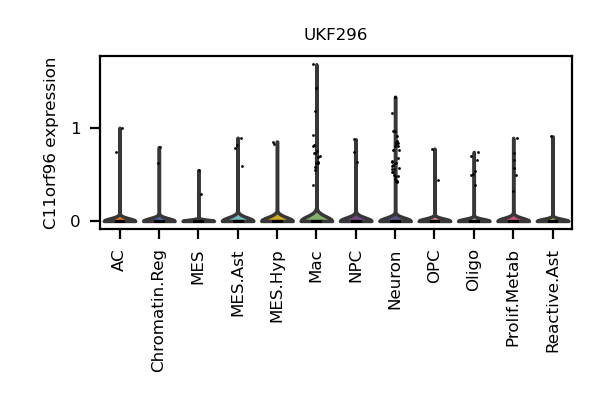 UKF296
C11orf96 expression
1
0
AC
Chromatin.Reg
MES
MES.Ast
MES.Hyp
Mac
NPC
Neuron
OPC
Oligo
Prolif.Metab
Reactive.Ast